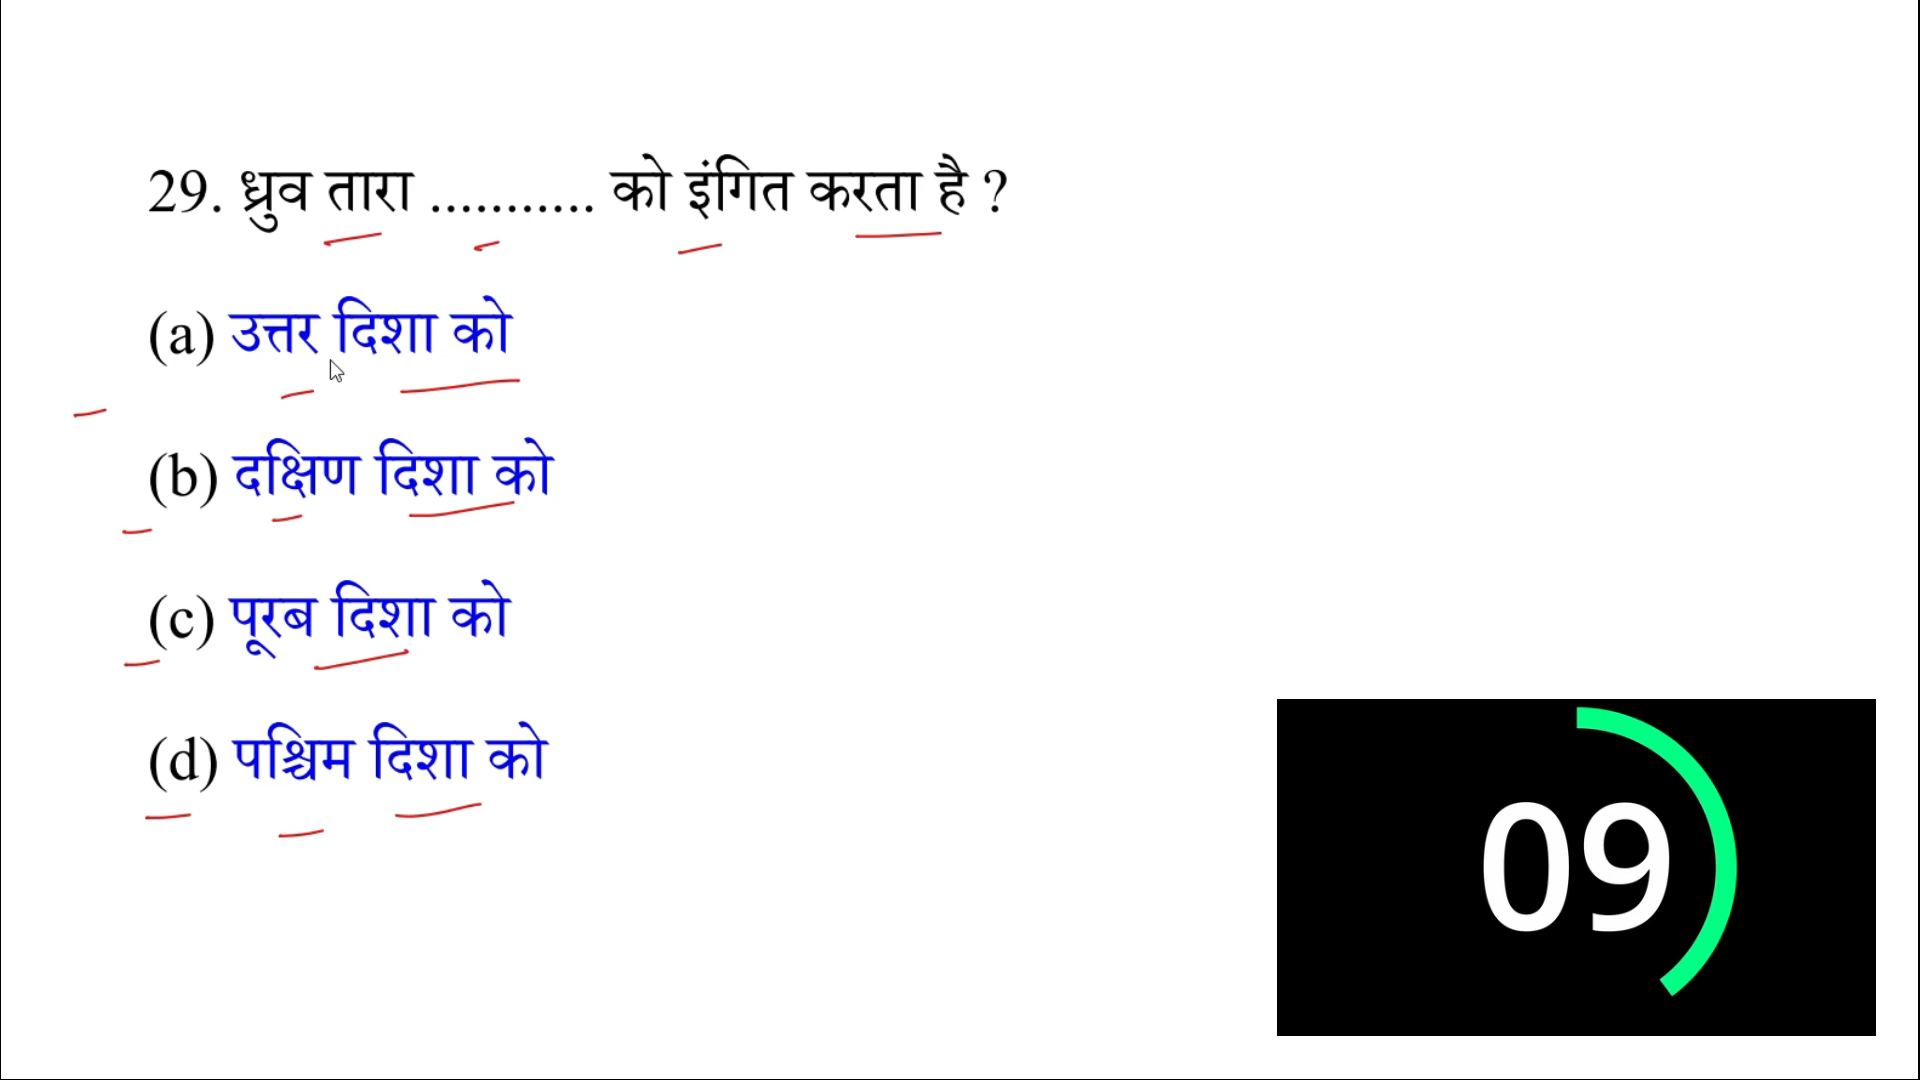 29. ध्रुव तारा ........... को इंगित करता है ?
(a) उत्तर दिशा को
(b) दक्षिण दिशा को
(c) पूरब दिशा को
(d) पश्चिम दिशा को
09